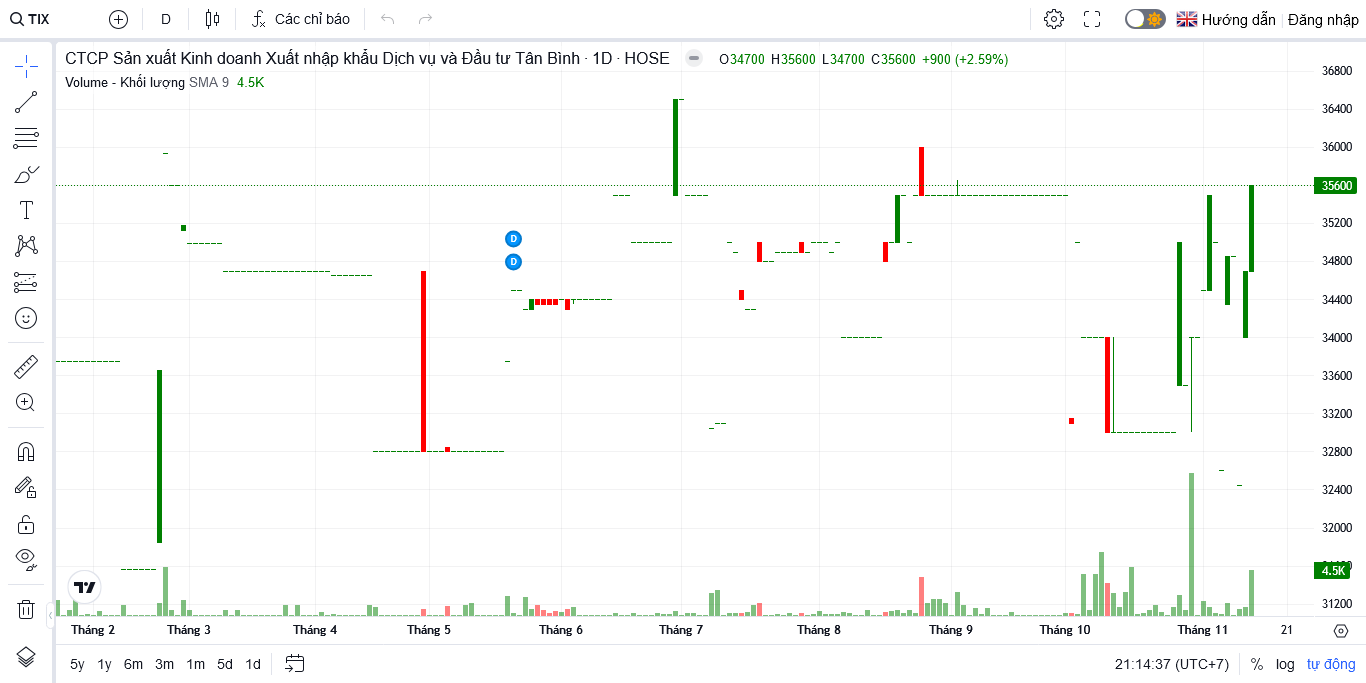 TIX D Các chỉ báo Hướng dẫn Đăng nhập
CTCP Sản xuất Kinh doanh Xuất nhập khẩu Dịch vụ và Đầu tư Tân Bình · 1D · HOSE O34700 H35600 L34700 C35600 +900 (+2.59%)
Volume - Khối lượng SMA 9 4.5K
36800
36400
36000
35600
35200
34800
34400
34000
33600
33200
32800
32400
32000
4.5K
31200
D
D
Tháng 2 Tháng 3 Tháng 4 Tháng 5 Tháng 6 Tháng 7 Tháng 8 Tháng 9 Tháng 10 Tháng 11 21
5y 1y 6m 3m 1m 5d 1d 21:14:37 (UTC+7) % log tự động